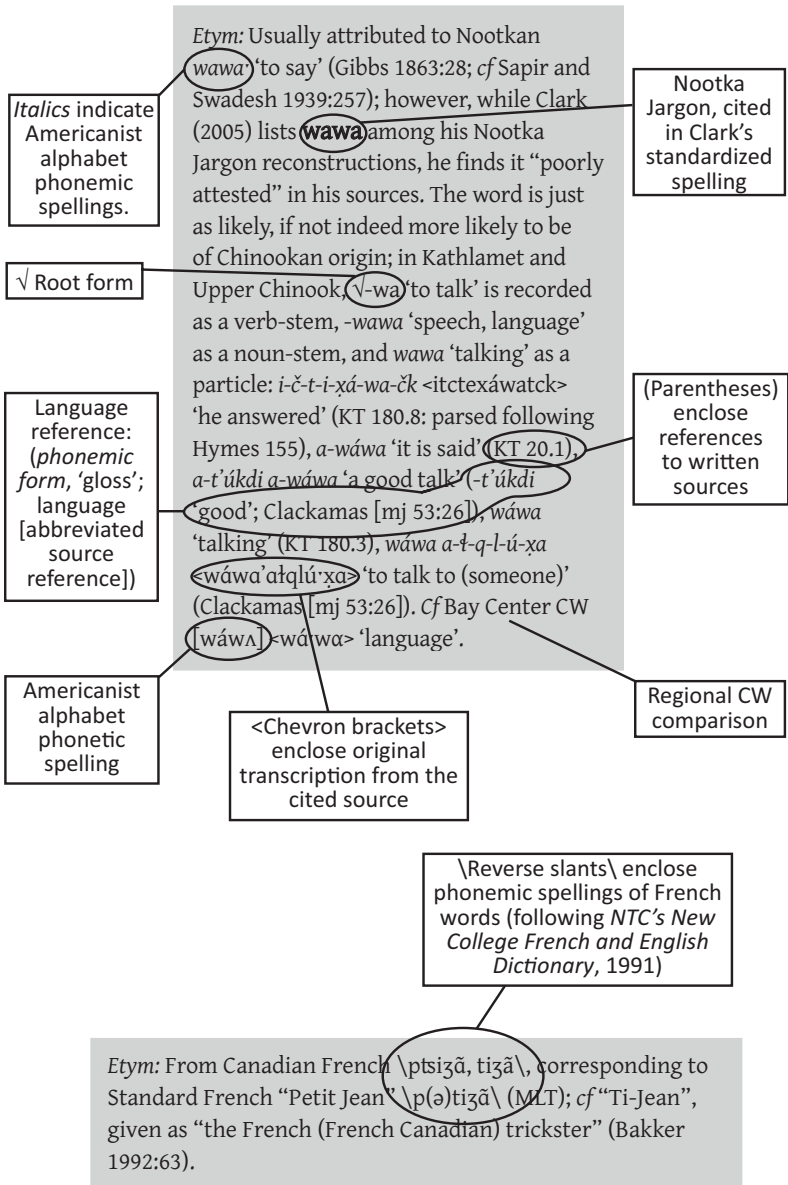 Etym: Usually attributed to Nootkan
wawa· ‘to say’ (Gibbs 1863:28; cf Sapir and
Swadesh 1939:257); however, while Clark
(2005) lists wawa among his Nootka
Jargon reconstructions, he finds it “poorly
attested” in his sources. The word is just
as likely, if not indeed more likely to be
of Chinookan origin; in Kathlamet and
Upper Chinook, √-wa ‘to talk’ is recorded
as a verb-stem, -wawa ‘speech, language’
as a noun-stem, and wawa ‘talking’ as a
particle: i-č-t-i-x̣á-wa-čk <itctexáwatck>
‘he answered’ (KT 180.8: parsed following
Hymes 155), a-wáwa ‘it is said’ (KT 20.1),
a-t’úkdi a-wáwa ‘a good talk’ (-t’úkdi
‘good’; Clackamas [mj 53:26]), wáwa
‘talking’ (KT 180.3), wáwa a-ɬ-q-l-ú-x̣a
<wáwa’aɬqlú·x̣a> ‘to talk to (someone)’
(Clackamas [mj 53:26]). Cf Bay Center CW
[wáwʌ] <wá·wα> ‘language’.
Italics indicate
Americanist
alphabet
phonemic
spellings.
√ Root form
Language
reference:
(phonemic
form, ‘gloss’;
language
[abbreviated
source
reference])
Americanist
alphabet
phonetic
spelling
<Chevron brackets>
enclose original
transcription from the
cited source
Nootka
Jargon, cited
in Clark’s
standardized
spelling
(Parentheses)
enclose
references
to written
sources
Regional CW
comparison
\Reverse slants\ enclose
phonemic spellings of French
words (following NTC’s New
College French and English
Dictionary, 1991)
Etym: From Canadian French \ptsiʒã, tiʒã\, corresponding to
Standard French “Petit Jean” \p(ə)tiʒã\ (MLT); cf “Ti-Jean”,
given as “the French (French Canadian) trickster” (Bakker
1992:63).